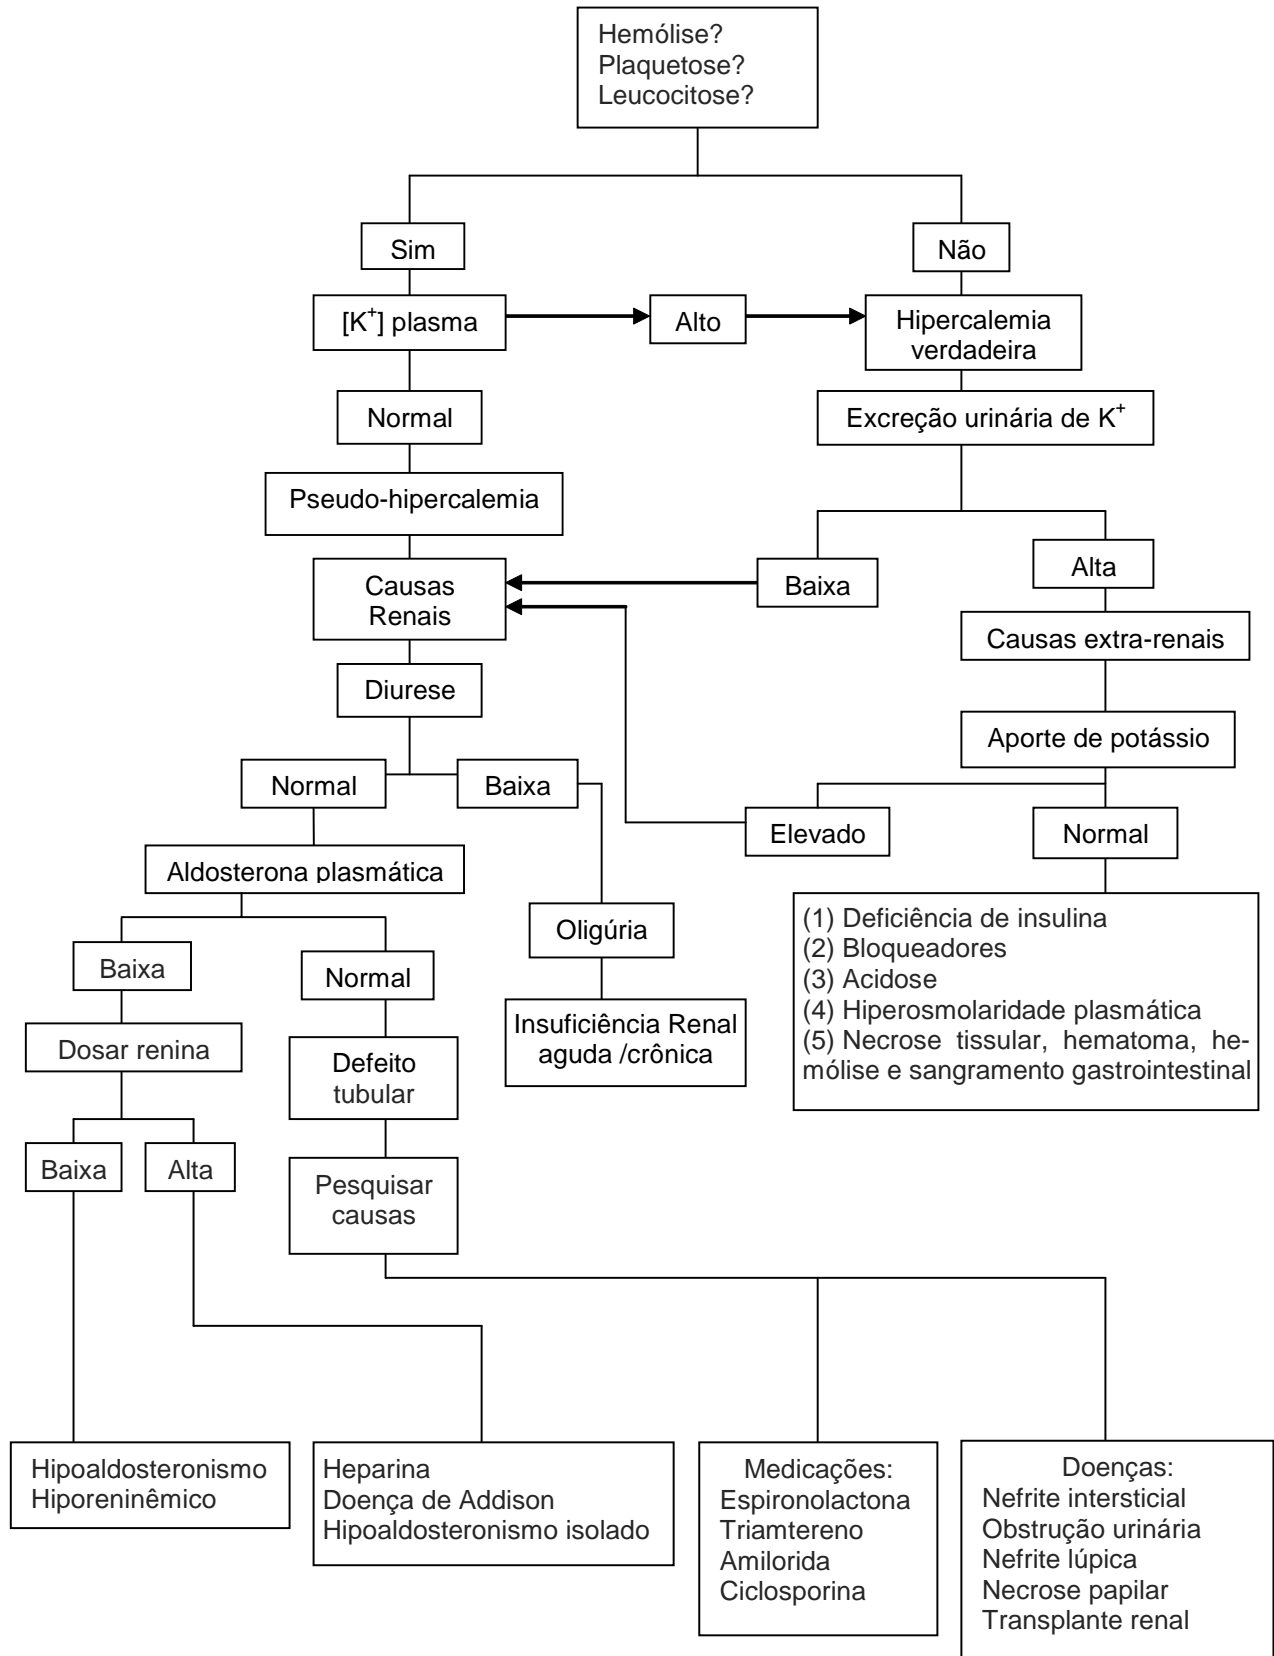 Hemólise?
Plaquetose?
Leucocitose?
Sim
Não
[K+] plasma
Alto
Hipercalemia
verdadeira
Normal
Excreção urinária de K+
Pseudo-hipercalemia
Causas
Renais
Baixa
Alta
Causas extra-renais
Diurese
Aporte de potássio
Normal
Baixa
Elevado
Normal
Aldosterona plasmática
(1) Deficiência de insulina
(2) Bloqueadores
(3) Acidose
(4) Hiperosmolaridade plasmática
(5) Necrose tissular, hematoma, he-
mólise e sangramento gastrointestinal
Oligúria
Baixa
Normal
Insuficiência Renal
aguda /crônica
Dosar renina
Defeito
tubular
Baixa
Alta
Pesquisar
causas
Hipoaldosteronismo
Hiporeninêmico
Heparina
Doença de Addison
Hipoaldosteronismo isolado
Medicações:
Espironolactona
Triamtereno
Amilorida
Ciclosporina
Doenças:
Nefrite intersticial
Obstrução urinária
Nefrite lúpica
Necrose papilar
Transplante renal